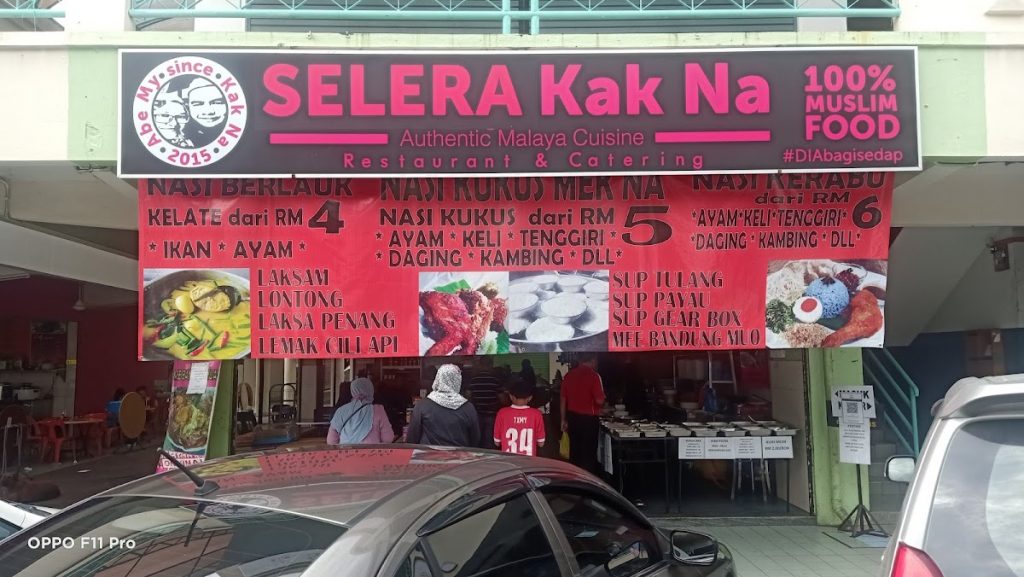 Abe My • since • Kak Na • 2015 •
SELERA Kak Na
Authentic Malaya Cuisine
Restaurant & Catering
100%
MUSLIM
FOOD
#DIAbagisedap
NASI BERLAUK
KELATE dari RM 4
* IKAN * AYAM *
NASI KUKUS MEK NA
NASI KUKUS dari RM 5
* AYAM * KELI * TENGGIRI *
* DAGING * KAMBING * DLL*
NASI KERABU
dari RM 6
*AYAM*KELI*TENGGIRI*
*DAGING * KAMBING * DLL*
LAKSAM
LONTONG
LAKSA PENANG
LEMAK CILI API
SUP TULANG
SUP PAYAU
SUP GEAR BOX
MEE BANDUNG MUO
34
OPPO F11 Pro